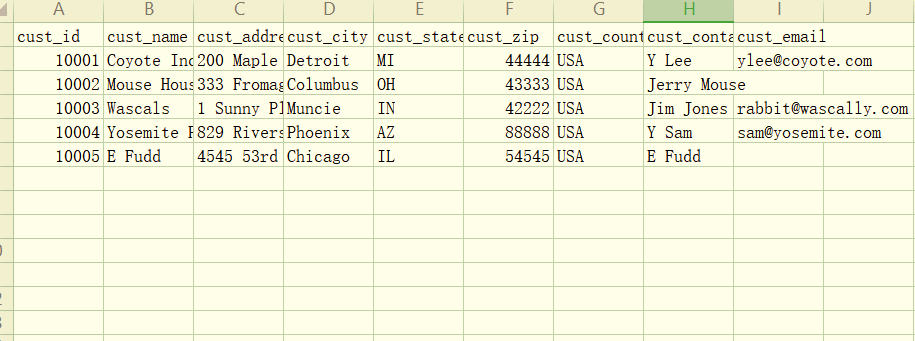 A B C D E F G H I J
cust_id cust_name cust_addre cust_city cust_state cust_zip cust_count cust_conta cust_email
10001 Coyote Inc 200 Maple Detroit MI 44444 USA Y Lee ylee@coyote.com
10002 Mouse Hous 333 Fromag Columbus OH 43333 USA Jerry Mouse
10003 Wascals 1 Sunny Pl Muncie IN 42222 USA Jim Jones rabbit@wascally.com
10004 Yosemite P 829 Rivers Phoenix AZ 88888 USA Y Sam sam@yosemite.com
10005 E Fudd 4545 53rd Chicago IL 54545 USA E Fudd